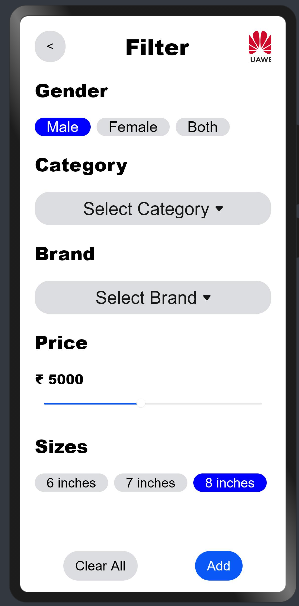 < Filter
UAWE
Gender
Male Female Both
Category
Select Category
Brand
Select Brand
Price
₹ 5000
Sizes
6 inches 7 inches 8 inches
Clear All Add